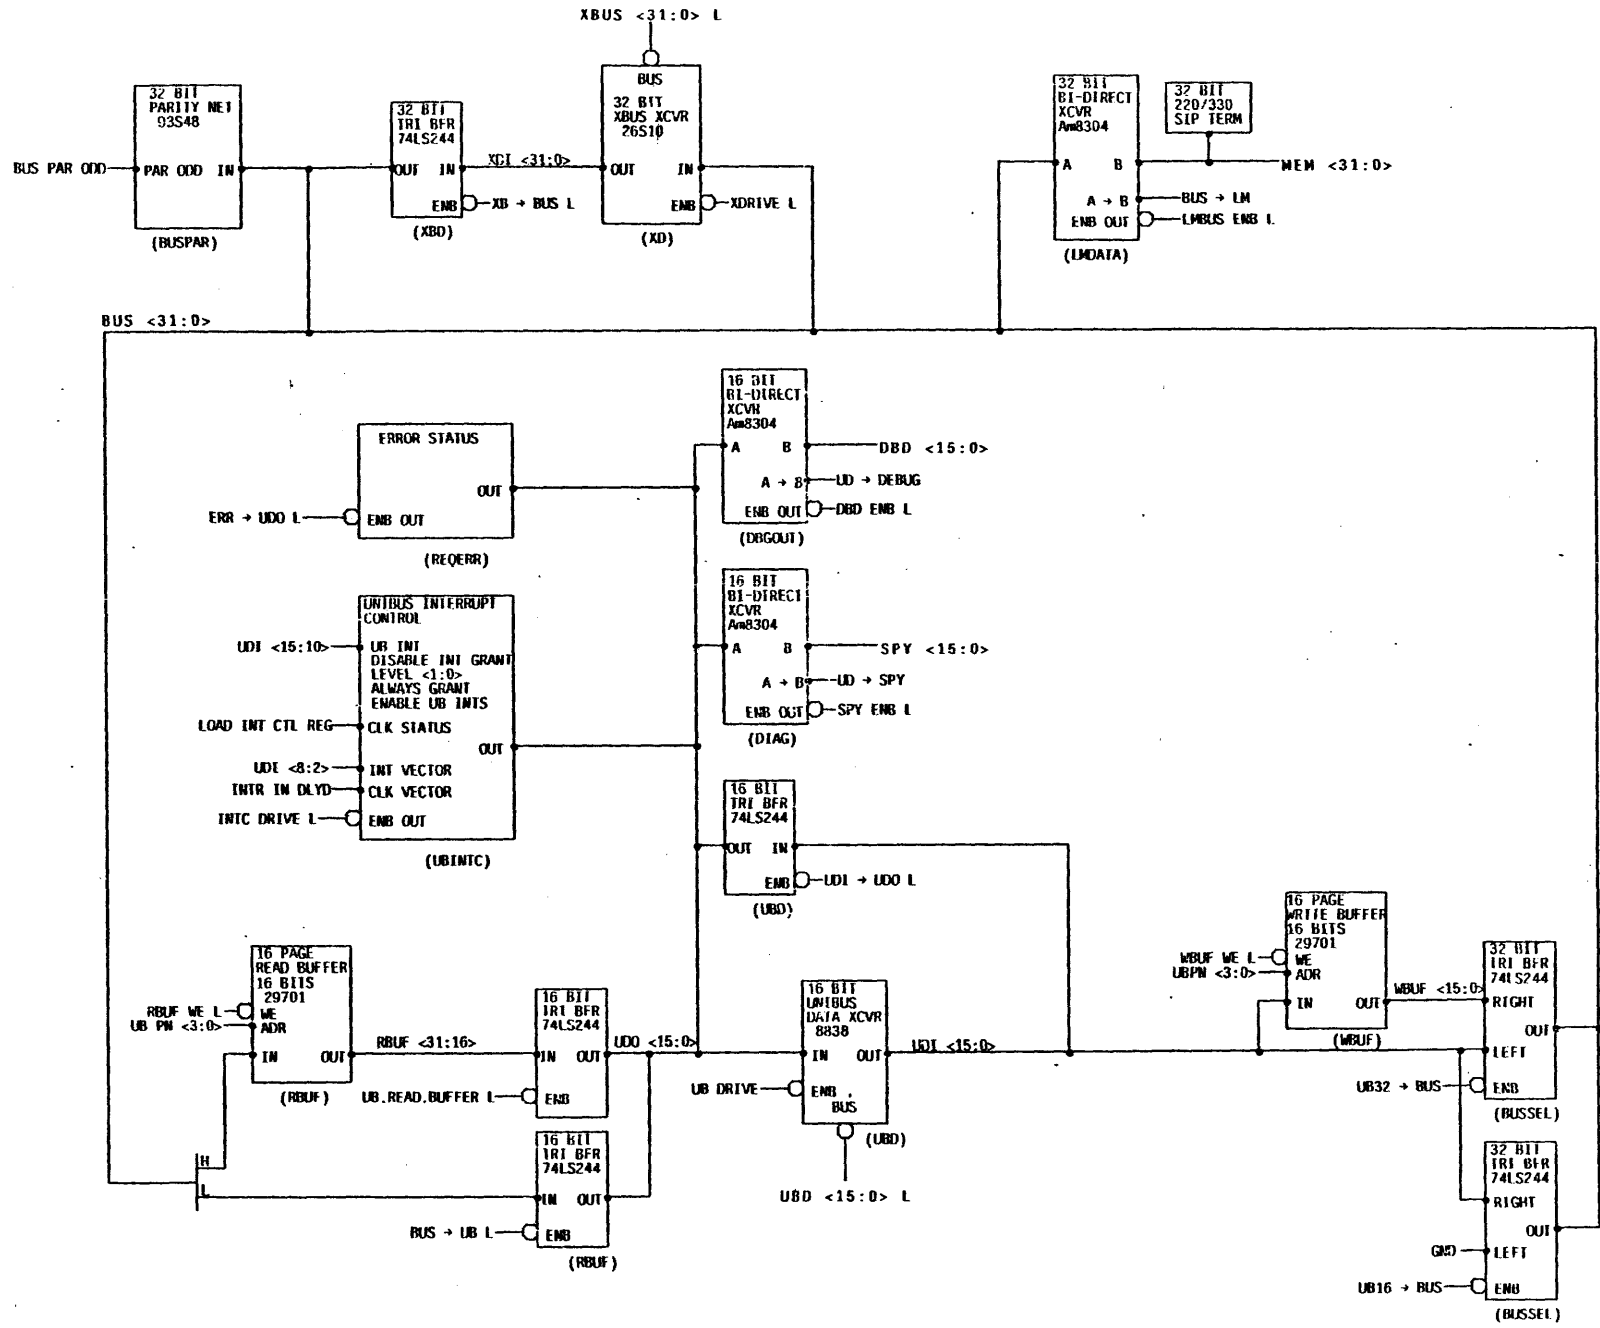 XBUS <31:0> L
32 BIT
PARITY NET
93S48
BUS PAR ODD
PAR ODD IN
(BUSPAR)
32 BIT
TRI BFR
74LS244
OUT IN
ENB
XB → BUS L
(XBD)
XDI <31:0>
BUS
32 BIT
XBUS XCVR
26S10
OUT IN
ENB
XDRIVE L
(XD)
32 BIT
BI-DIRECT
XCVR
Am8304
A B
A → B
BUS → LM
ENB OUT
LMBUS ENB L
(LMDATA)
32 BIT
220/330
SIP TERM
MEM <31:0>
BUS <31:0>
ERROR STATUS
OUT
ERR → UDO L
ENB OUT
(REQERR)
16 BIT
BI-DIRECT
XCVR
Am8304
A B
DBD <15:0>
A → B
UD → DEBUG
ENB OUT
DBD ENB L
(DBGOUT)
UNIBUS INTERRUPT
CONTROL
UDI <15:10>
UB INT
DISABLE INT GRANT
LEVEL <1:0>
ALWAYS GRANT
ENABLE UB INTS
LOAD INT CTL REG
CLK STATUS
OUT
UDI <8:2>
INT VECTOR
INTR IN DLYD
CLK VECTOR
INTC DRIVE L
ENB OUT
(UBINTC)
16 BIT
BI-DIRECT
XCVR
Am8304
A B
SPY <15:0>
A → B
UD → SPY
ENB OUT
SPY ENB L
(DIAG)
16 BIT
TRI BFR
74LS244
OUT IN
ENB
UDI → UDO L
(UBD)
16 PAGE
READ BUFFER
16 BITS
29701
RBUF WE L
WE
UB PN <3:0>
ADR
IN OUT
(RBUF)
RBUF <31:16>
16 BIT
TRI BFR
74LS244
IN OUT
UB.READ.BUFFER L
ENB
UDO <15:0>
16 BIT
TRI BFR
74LS244
H
L
IN OUT
BUS → UB L
ENB
(RBUF)
16 BIT
UNIBUS
DATA XCVR
8838
IN OUT
UB DRIVE
ENB
BUS
(UBD)
UBD <15:0> L
UDI <15:0>
16 PAGE
WRITE BUFFER
16 BITS
29701
WBUF WE L
WE
UBPN <3:0>
ADR
IN OUT
(WBUF)
WBUF <15:0>
32 BIT
TRI BFR
74LS244
RIGHT
OUT
LEFT
UB32 → BUS
ENB
(BUSSEL)
32 BIT
TRI BFR
74LS244
RIGHT
OUT
GND
LEFT
UB16 → BUS
ENB
(BUSSEL)